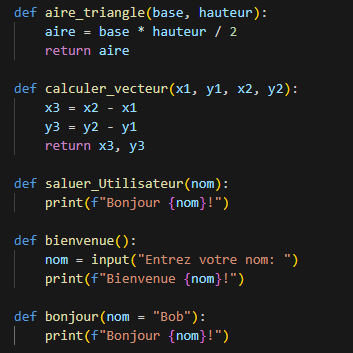 def aire_triangle(base, hauteur):
    aire = base * hauteur / 2
    return aire

def calculer_vecteur(x1, y1, x2, y2):
    x3 = x2 - x1
    y3 = y2 - y1
    return x3, y3

def saluer_Utilisateur(nom):
    print(f"Bonjour {nom}!")

def bienvenue():
    nom = input("Entrez votre nom: ")
    print(f"Bienvenue {nom}!")

def bonjour(nom = "Bob"):
    print(f"Bonjour {nom}!")